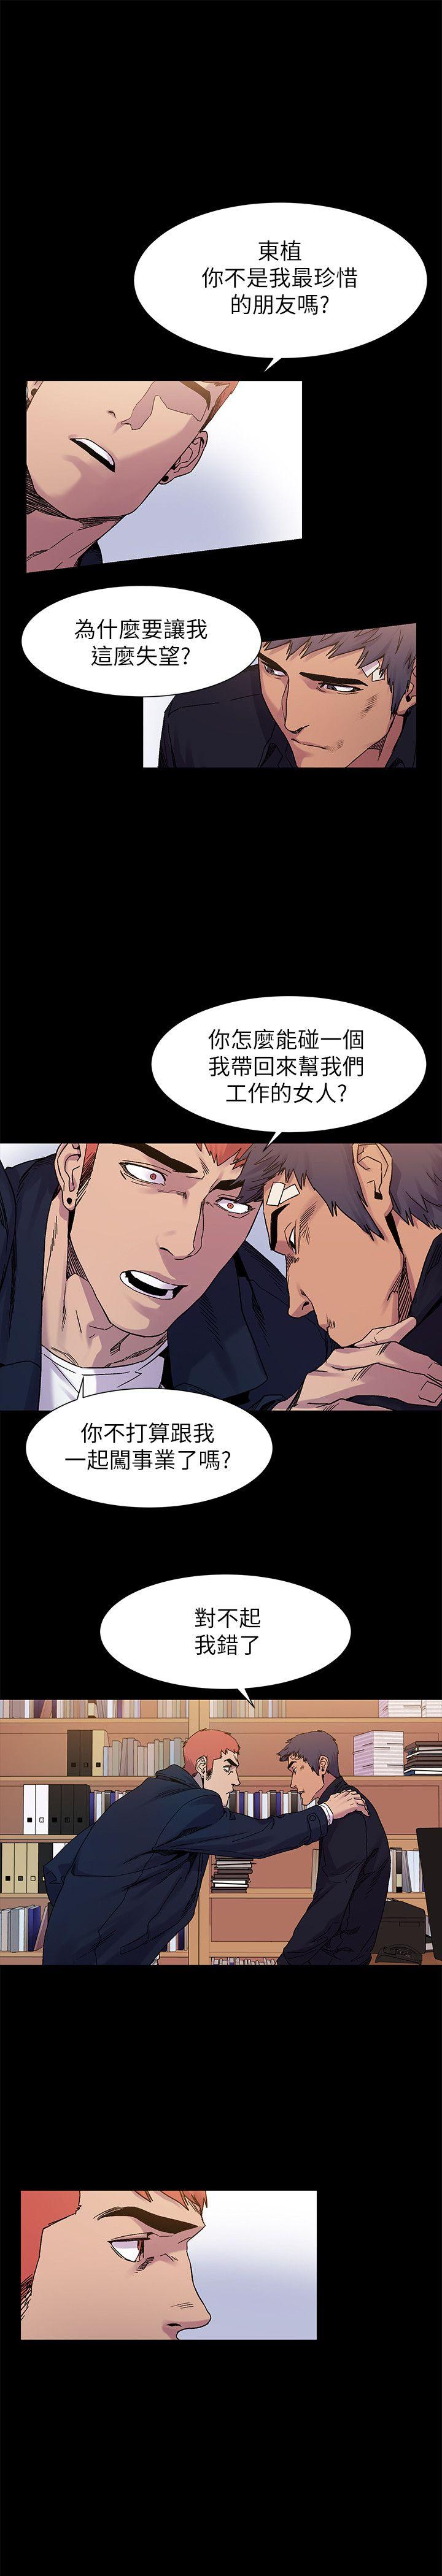 東植
你不是我最珍惜
的朋友嗎?
為什麼要讓我
這麼失望?
你怎麼能碰一個
我帶回來幫我們
工作的女人?
你不打算跟我
一起闖事業了嗎?
對不起
我錯了